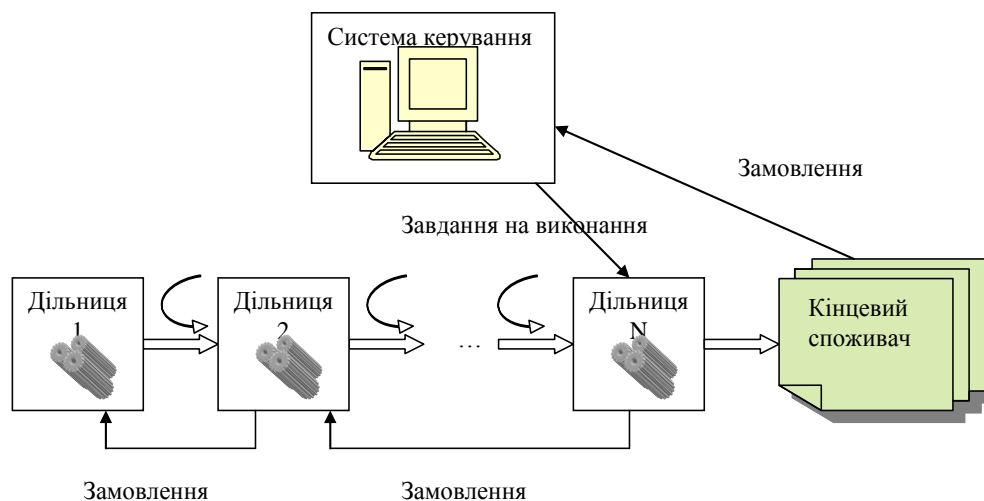 Система керування
Замовлення
Завдання на виконання
Дільниця
1
Дільниця
2
...
Дільниця
N
Кінцевий
споживач
Замовлення
Замовлення